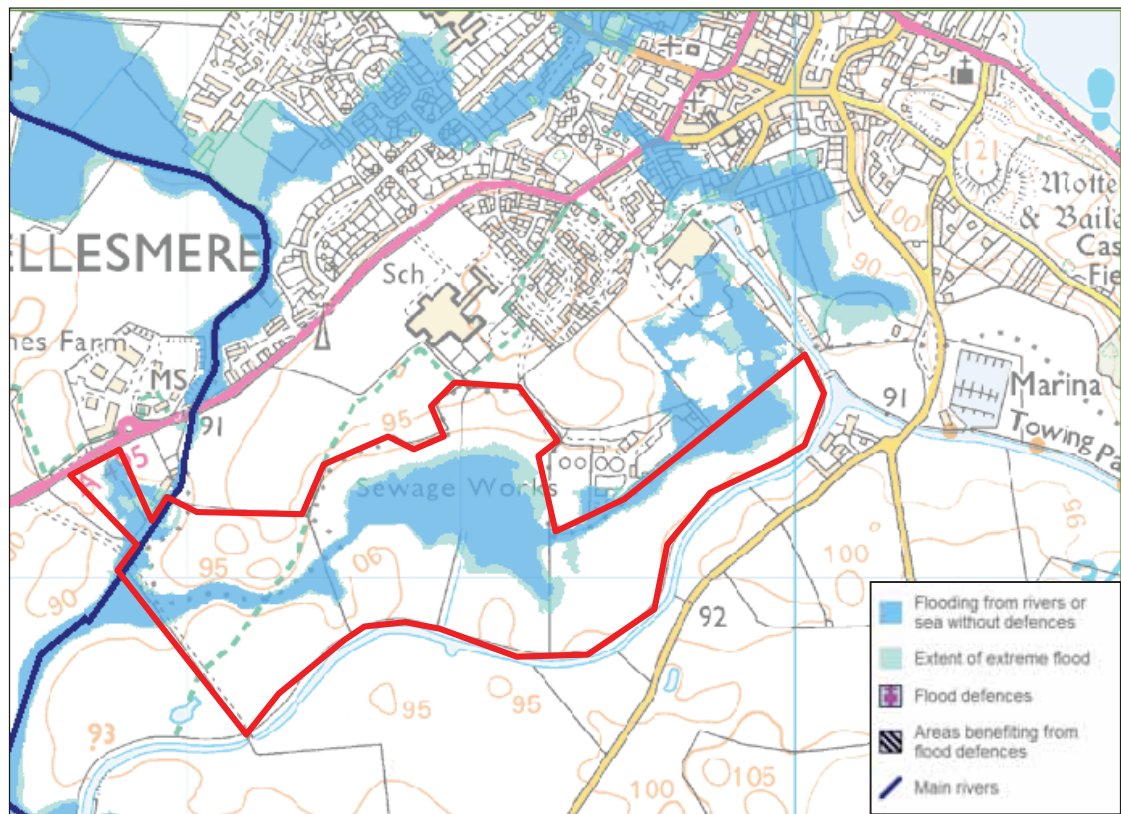 ELLESMERE
Sch
nes Farm
MS
91
A 495
95
Sewage Works
95
90
90
95
93
95
95
92
100
100
105
95
91
Marina
Towing Pa
90
100
121
Motte
& Baile
Cas
Fie
Flooding from rivers or
sea without defences
Extent of extreme flood
Flood defences
Areas benefiting from
flood defences
Main rivers